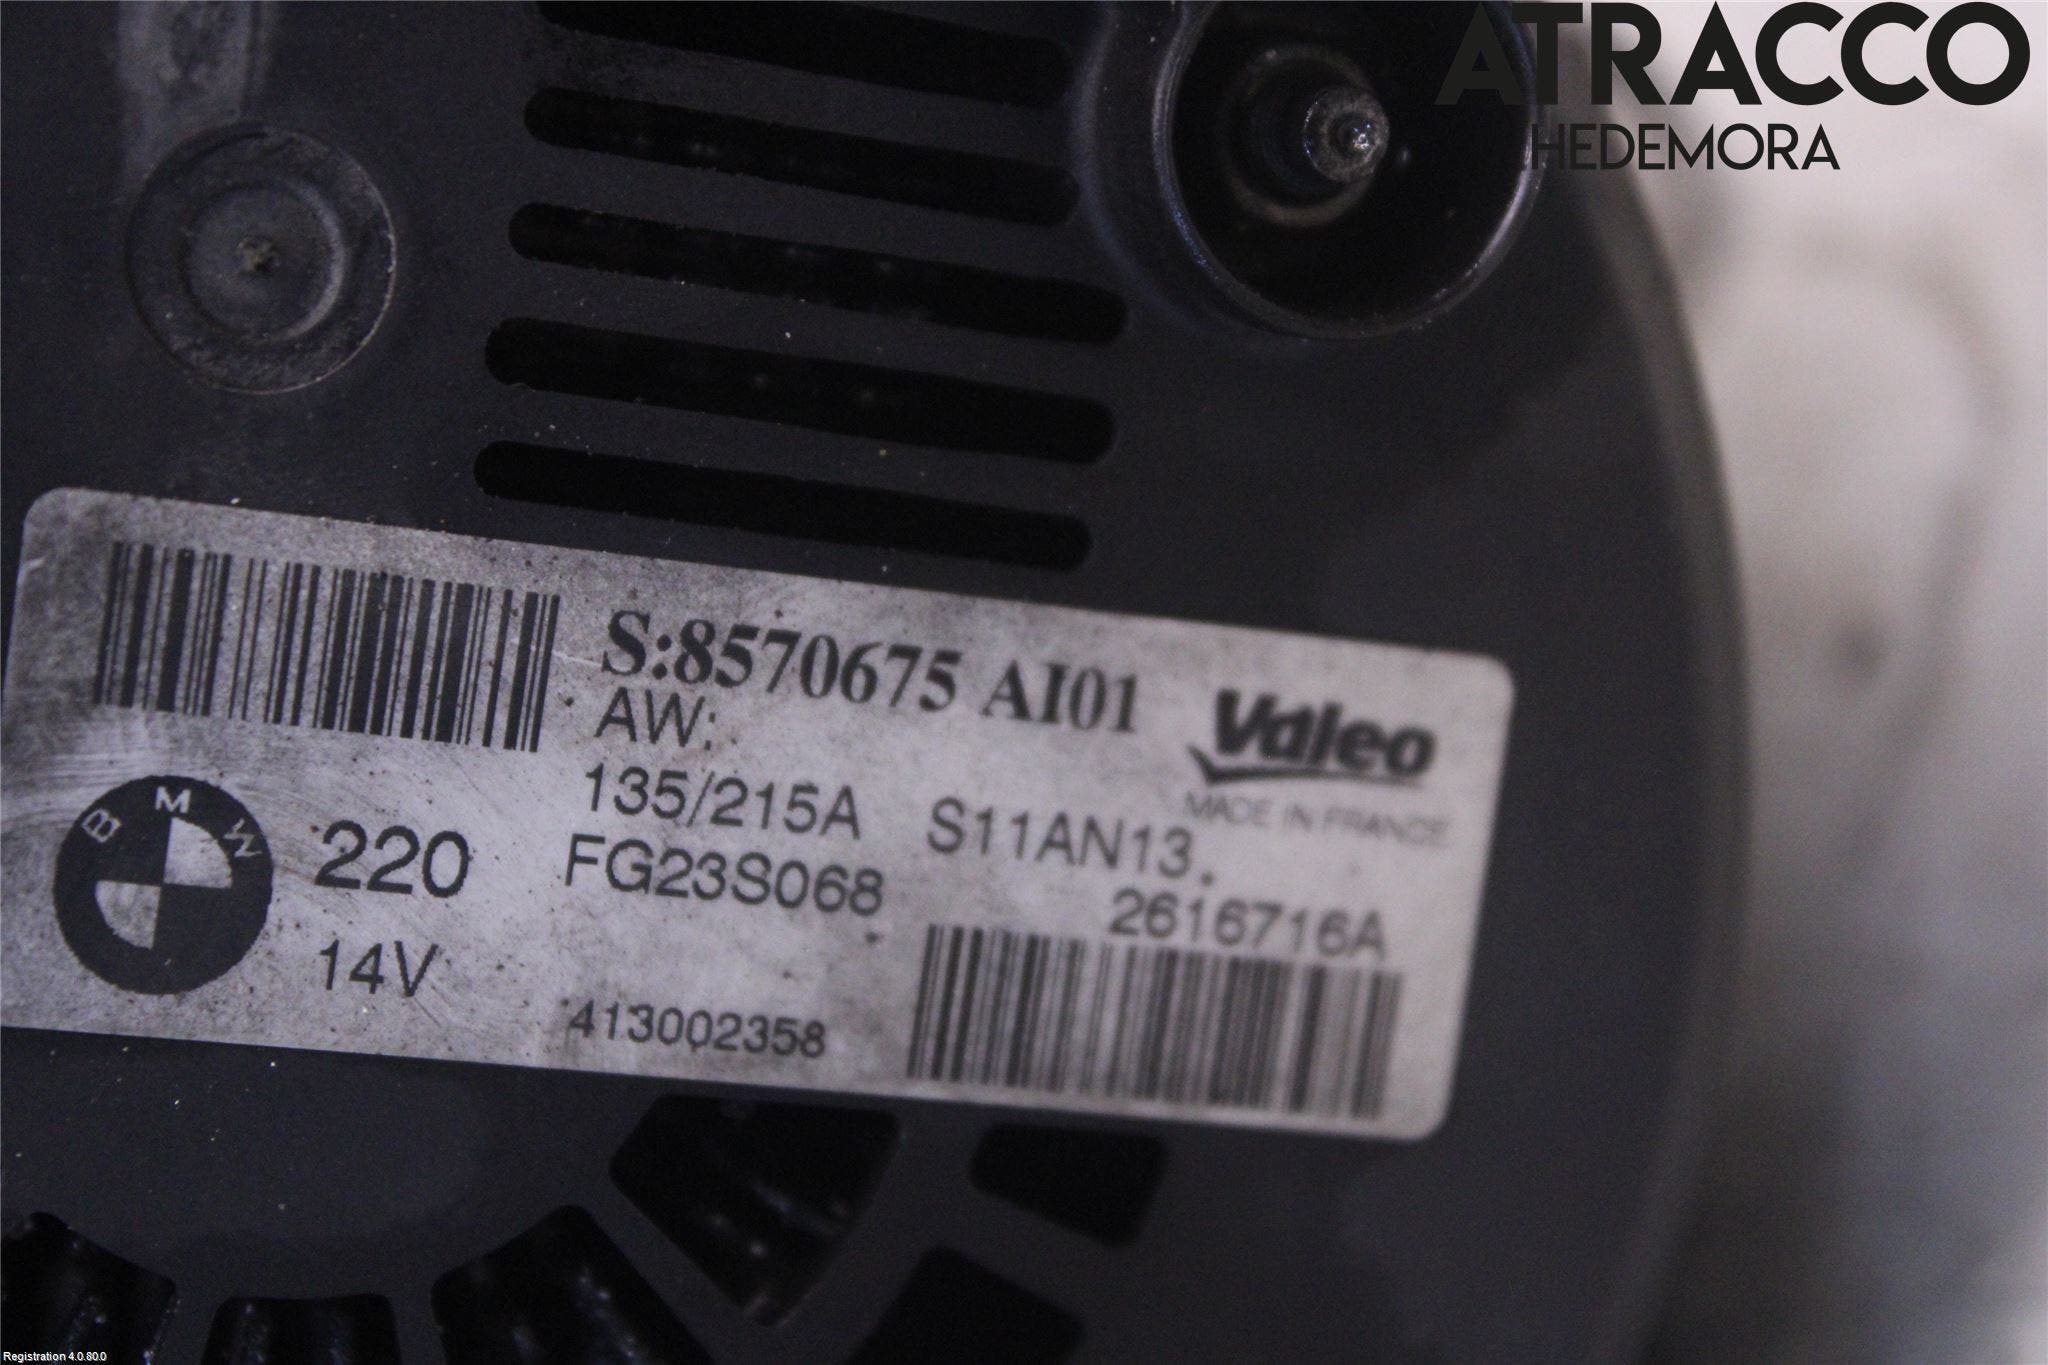 ATRACCO
HEDEMORA
S:8570675 AI01
AW:
Valeo
MADE IN FRANCE
135/215A S11AN13.
BMW
220
FG23S068
2616716A
14V
413002358
Registration 4.0.80.0